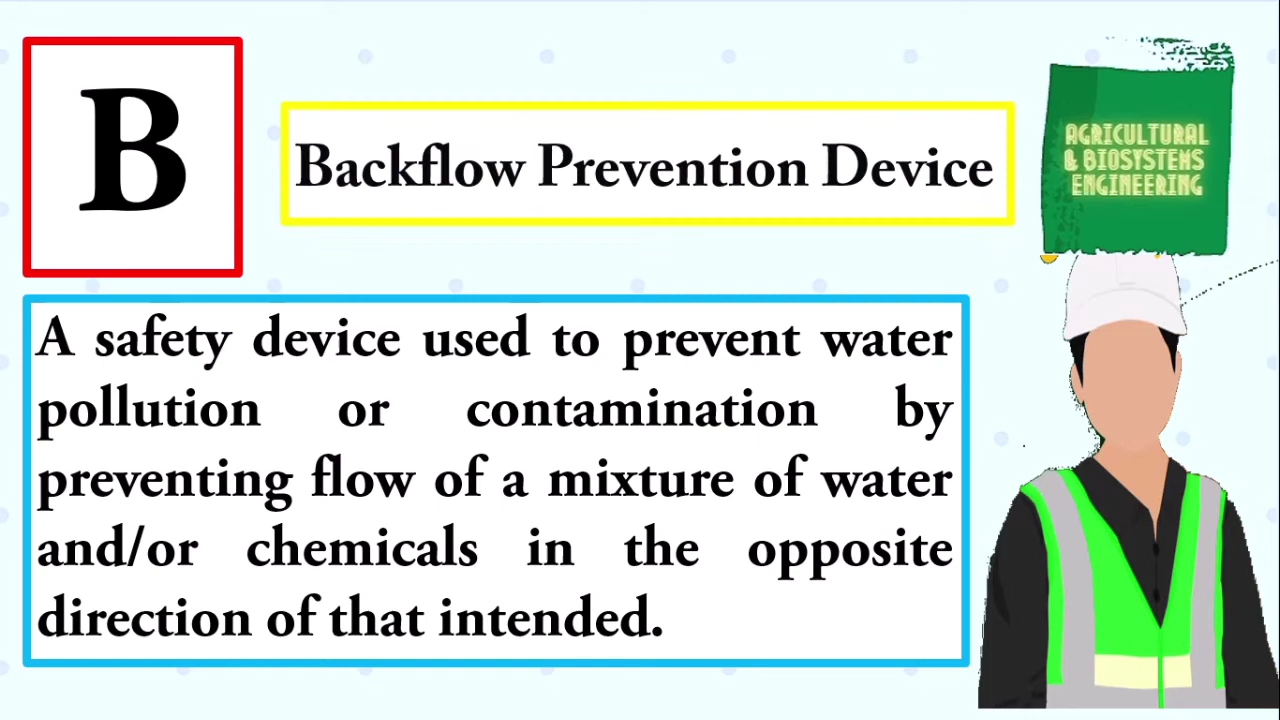 B
Backflow Prevention Device
AGRICULTURAL
& BIOSYSTEMS
ENGINEERING
A safety device used to prevent water
pollution or contamination by
preventing flow of a mixture of water
and/or chemicals in the opposite
direction of that intended.